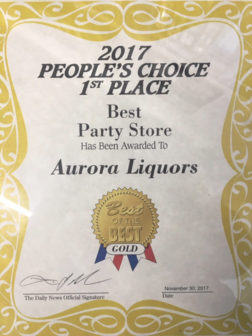 2017
PEOPLE'S CHOICE
1ST PLACE
Best
Party Store
Has Been Awarded To
Aurora Liquors
Best
OF THE
BEST
GOLD
November 30, 2017
The Daily News Official Signature
Date